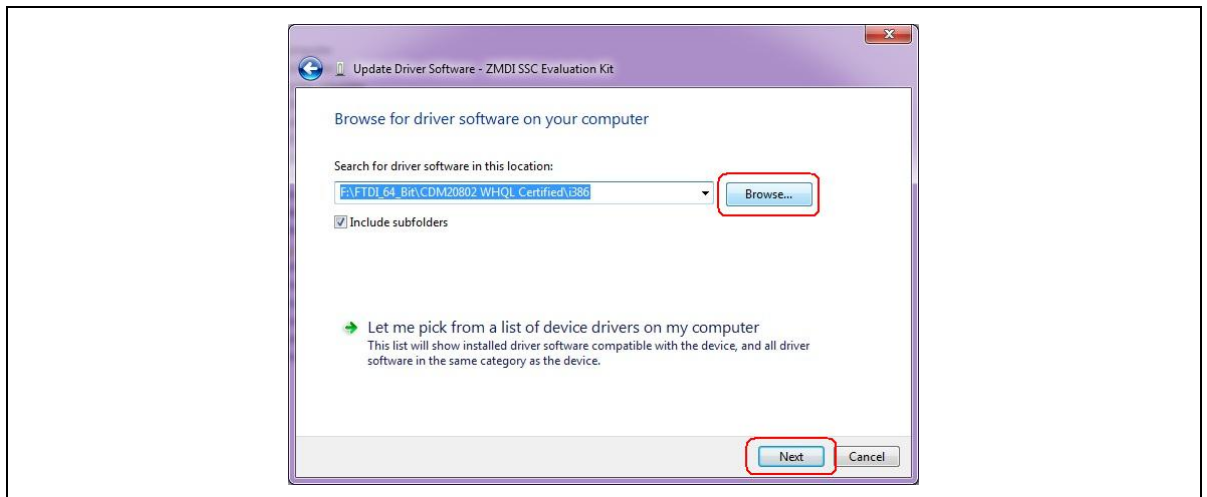 Update Driver Software - ZMDI SSC Evaluation Kit
Browse for driver software on your computer
Search for driver software in this location:
F:\FTDI_64_Bit\CDM20802 WHQL Certified\i386
Browse...
Include subfolders
Let me pick from a list of device drivers on my computer
This list will show installed driver software compatible with the device, and all driver
software in the same category as the device.
Next Cancel